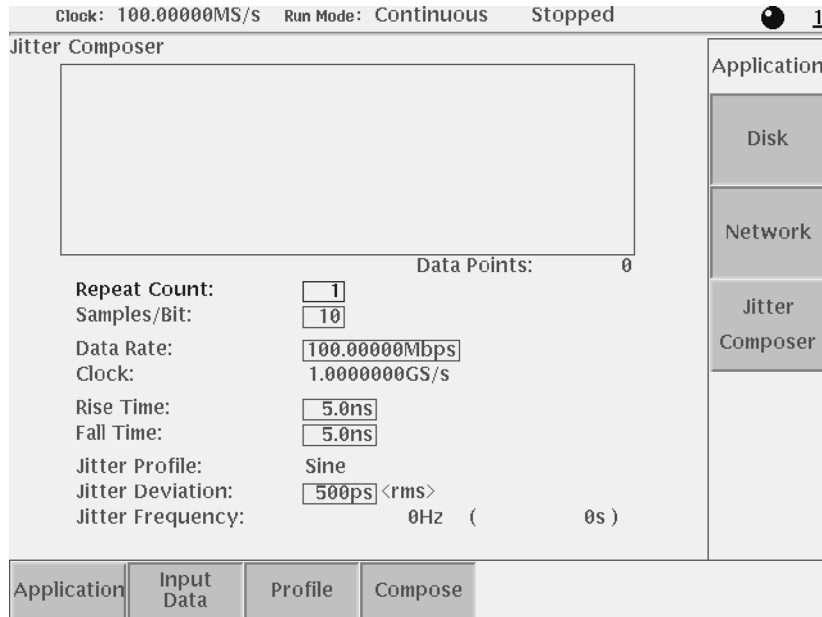 Clock: 100.00000MS/s Run Mode: Continuous Stopped 1
Jitter Composer
Application
Disk
Network
Jitter
Composer
Data Points: 0
Repeat Count: 1
Samples/Bit: 10
Data Rate: 100.00000Mbps
Clock: 1.0000000GS/s
Rise Time: 5.0ns
Fall Time: 5.0ns
Jitter Profile: Sine
Jitter Deviation: 500ps <rms>
Jitter Frequency: 0Hz ( 0s )
Application
Input
Data
Profile
Compose